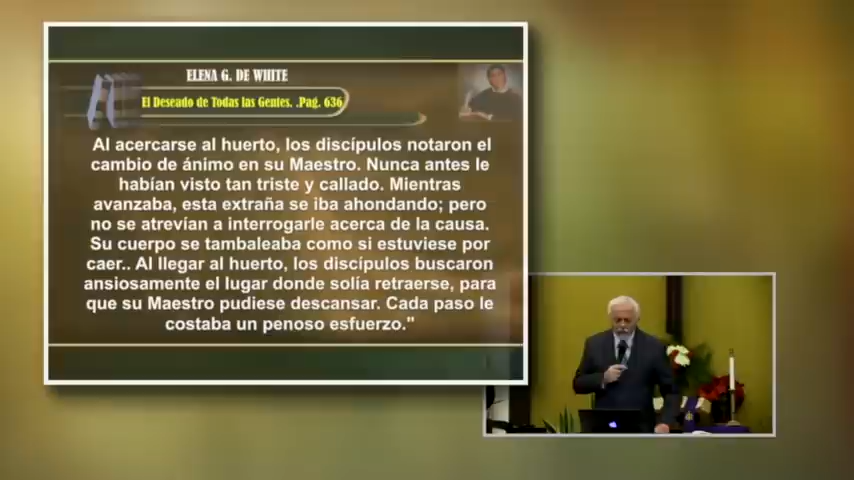 ELENA G. DE WHITE
El Deseado de Todas las Gentes. .Pag. 636
Al acercarse al huerto, los discípulos notaron el
cambio de ánimo en su Maestro. Nunca antes le
habían visto tan triste y callado. Mientras
avanzaba, esta extraña se iba ahondando; pero
no se atrevían a interrogarle acerca de la causa.
Su cuerpo se tambaleaba como si estuviese por
caer.. Al llegar al huerto, los discípulos buscaron
ansiosamente el lugar donde solía retraerse, para
que su Maestro pudiese descansar. Cada paso le
costaba un penoso esfuerzo."